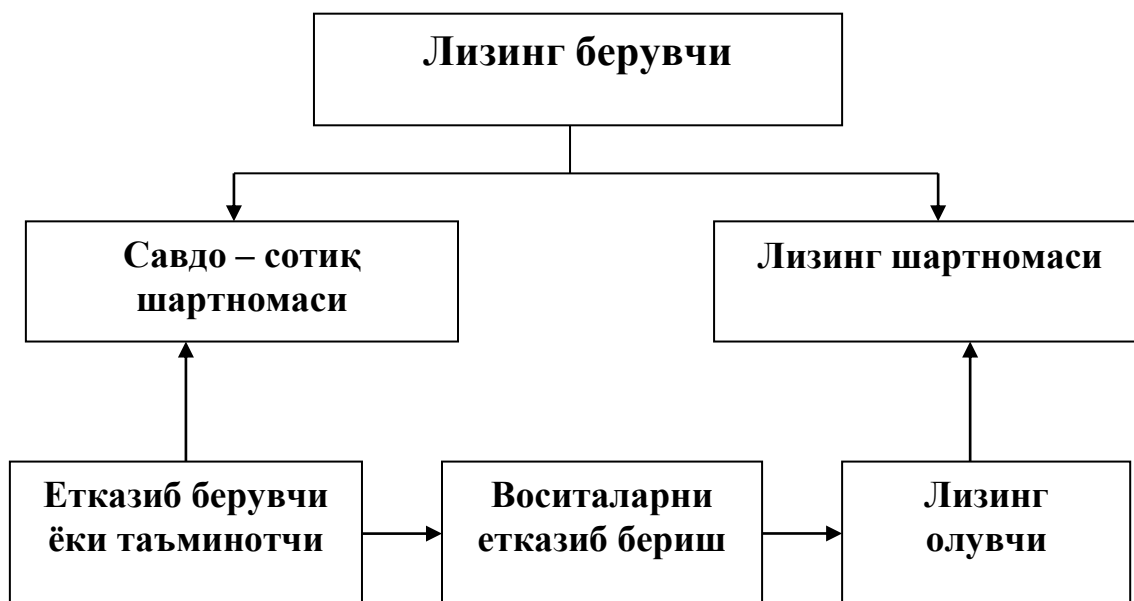 Лизинг берувчи
Савдо – сотиқ
шартномаси
Лизинг шартномаси
Етказиб берувчи
ёки таъминотчи
Воситаларни
етказиб бериш
Лизинг
олувчи